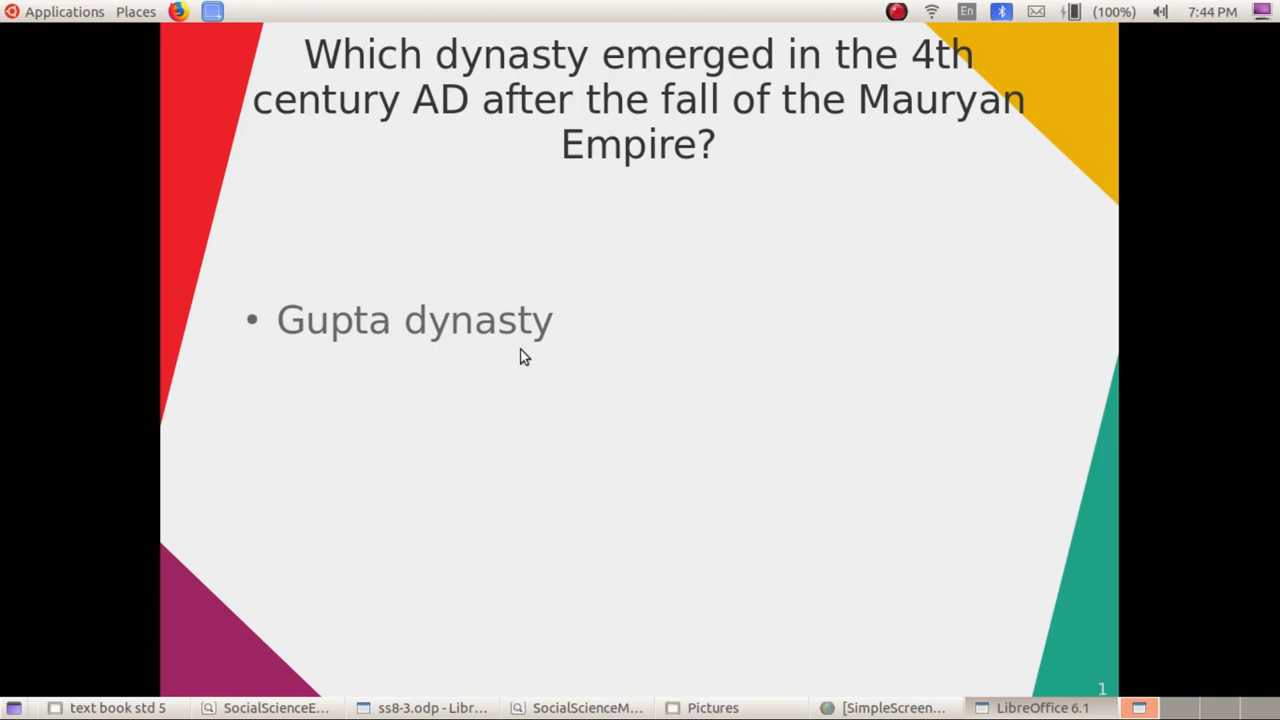 Applications Places En (100%) 7:44 PM
Which dynasty emerged in the 4th
century AD after the fall of the Mauryan
Empire?
• Gupta dynasty
1
text book std 5 SocialScienceE... ss8-3.odp - Libr... SocialScienceM... Pictures [SimpleScreen... LibreOffice 6.1